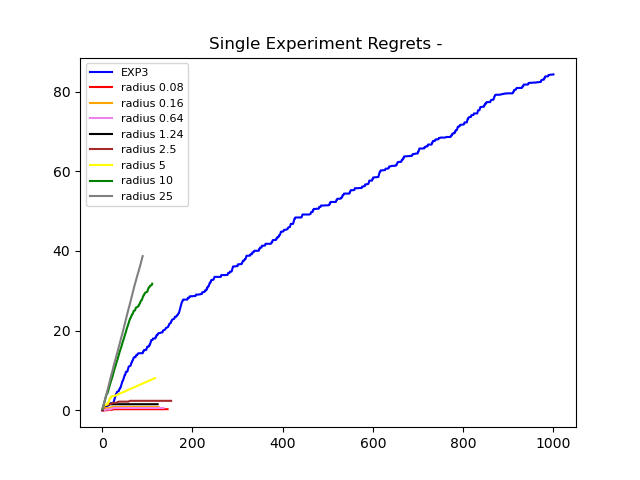 Single Experiment Regrets -
EXP3
radius 0.08
radius 0.16
radius 0.64
radius 1.24
radius 2.5
radius 5
radius 10
radius 25
80
60
40
20
0
0 200 400 600 800 1000